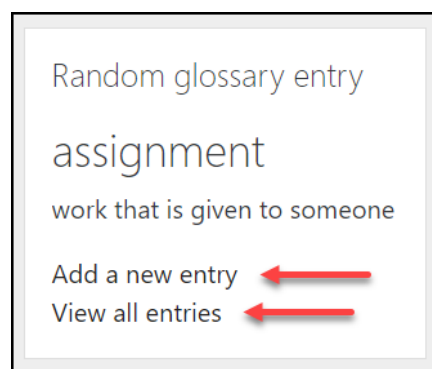 Random glossary entry
assignment
work that is given to someone
Add a new entry
View all entries